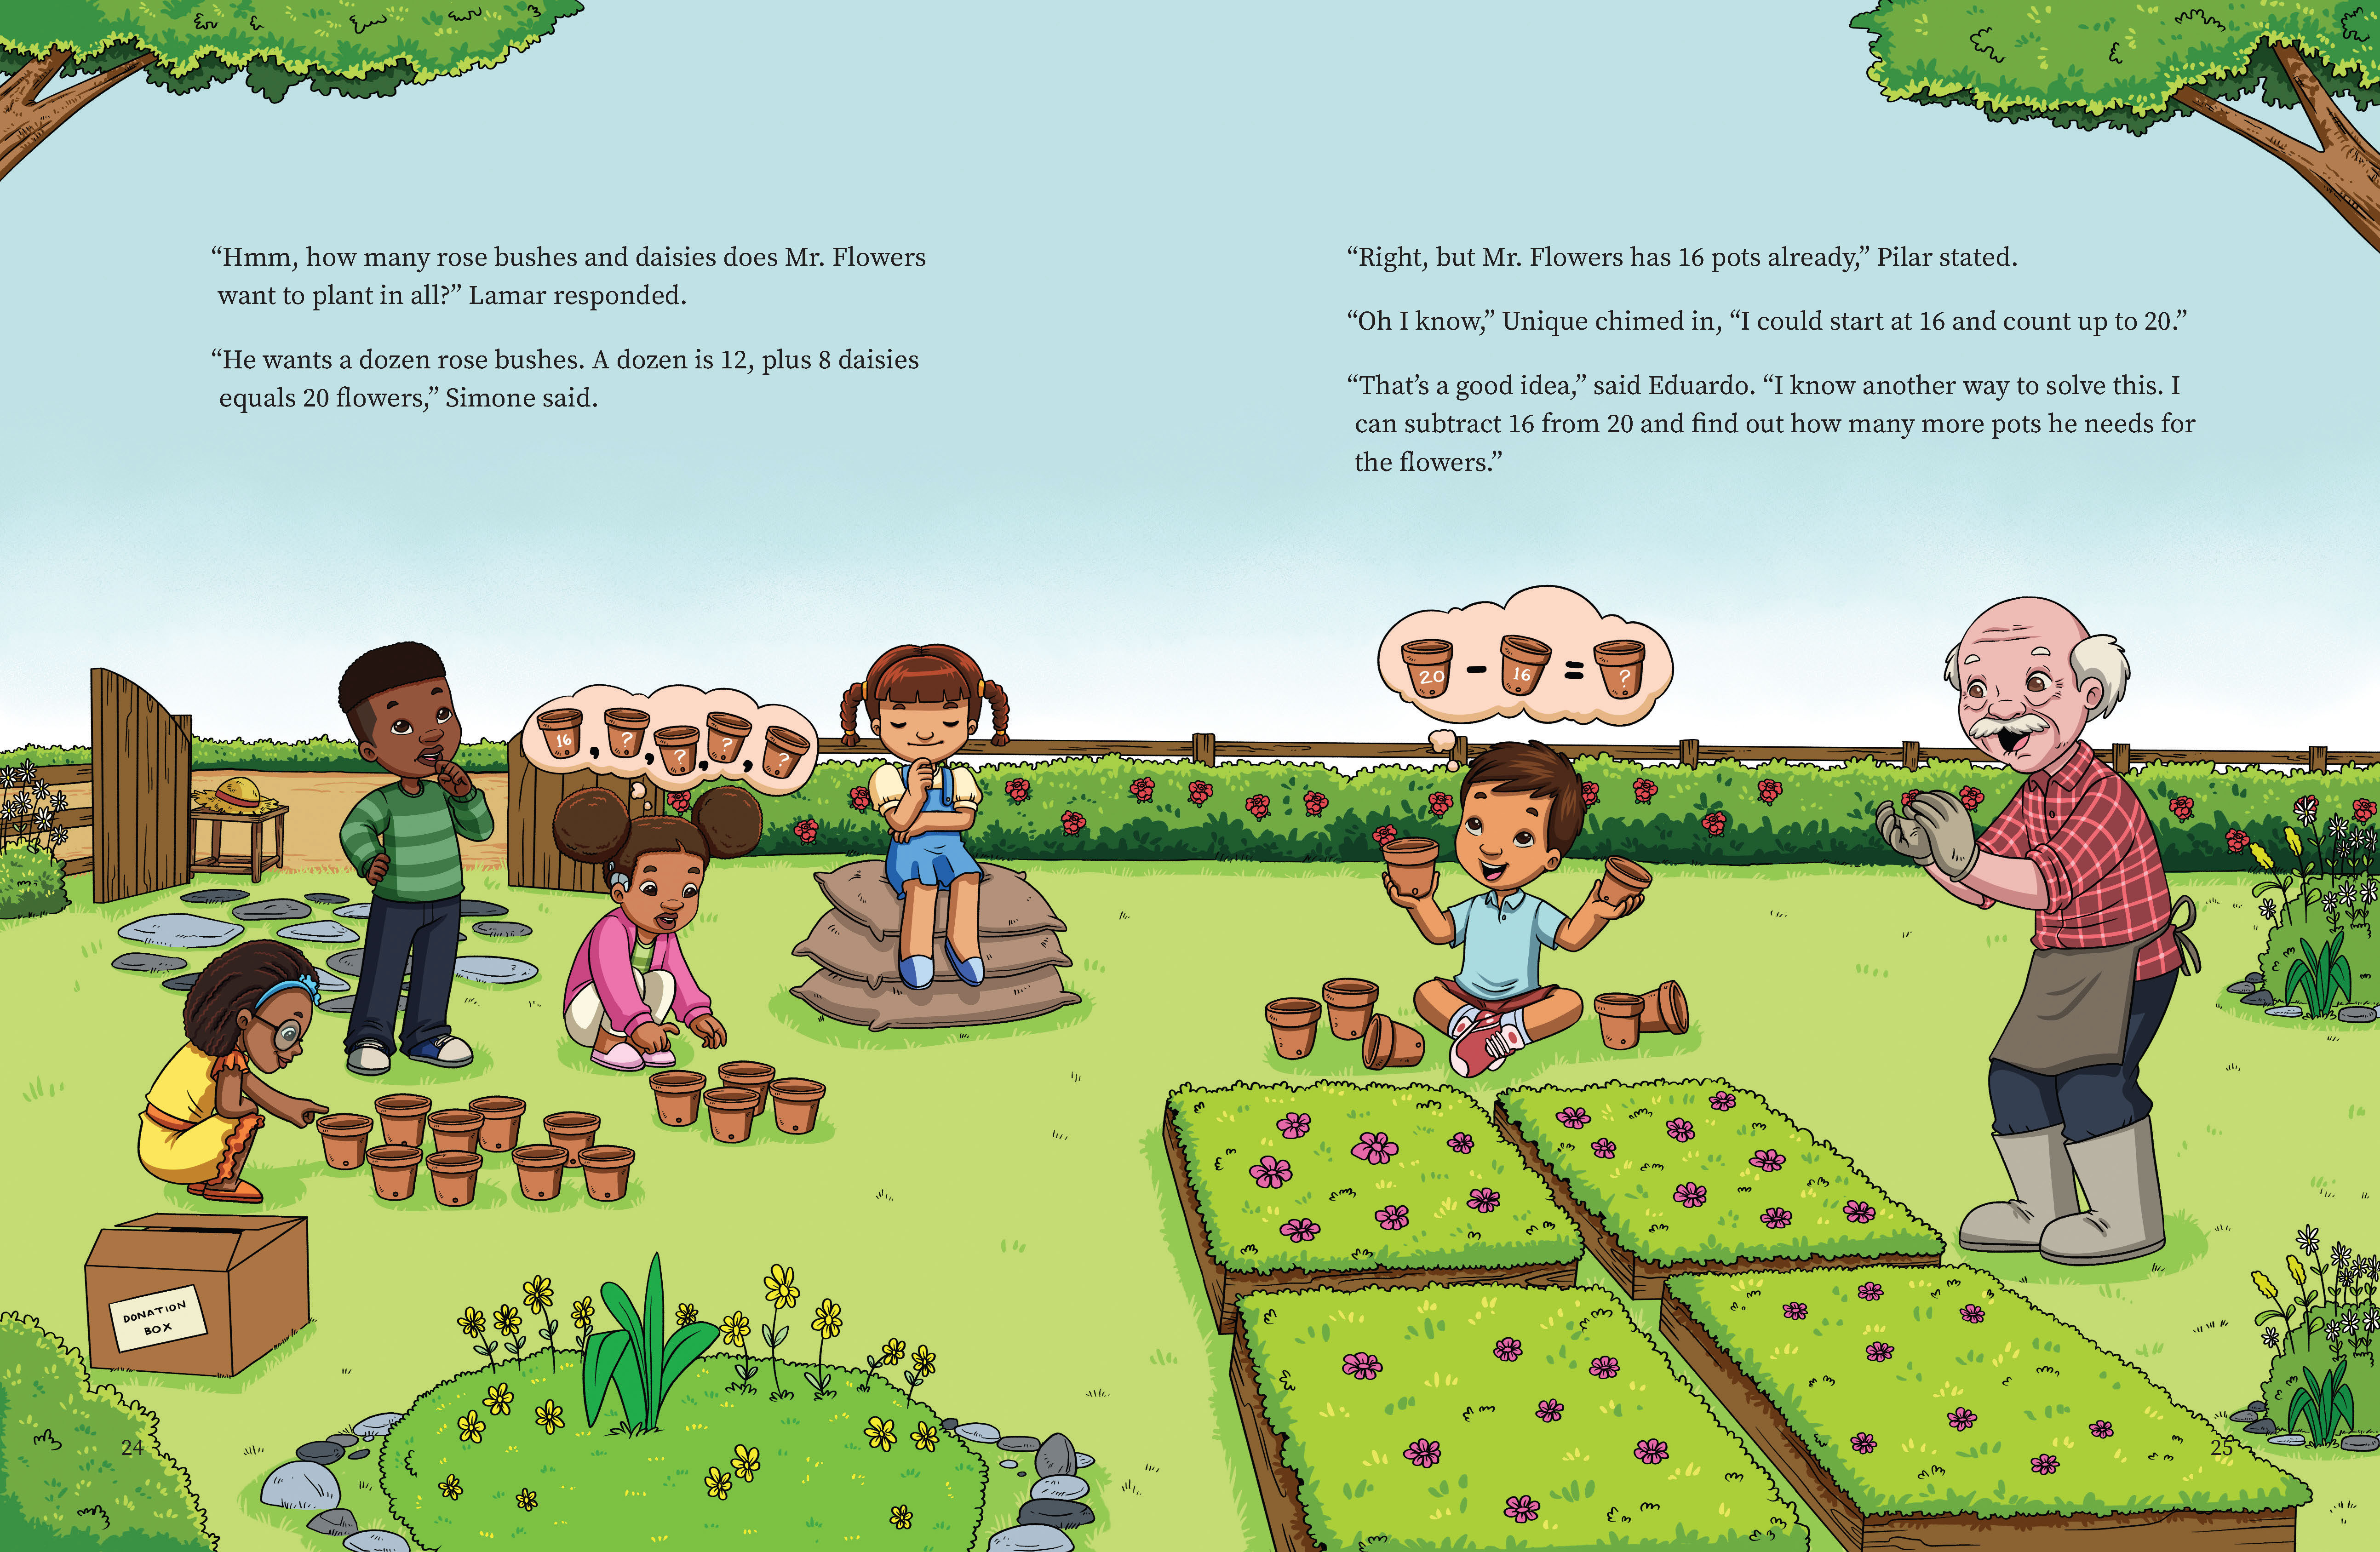 “Hmm, how many rose bushes and daisies does Mr. Flowers
want to plant in all?” Lamar responded.
“He wants a dozen rose bushes. A dozen is 12, plus 8 daisies
equals 20 flowers,” Simone said.
“Right, but Mr. Flowers has 16 pots already,” Pilar stated.
“Oh I know,” Unique chimed in, “I could start at 16 and count up to 20.”
“That’s a good idea,” said Eduardo. “I know another way to solve this. I
can subtract 16 from 20 and find out how many more pots he needs for
the flowers.”
16, ?, ?, ?, ?
20 - 16 = ?
DONATION
BOX
24
25